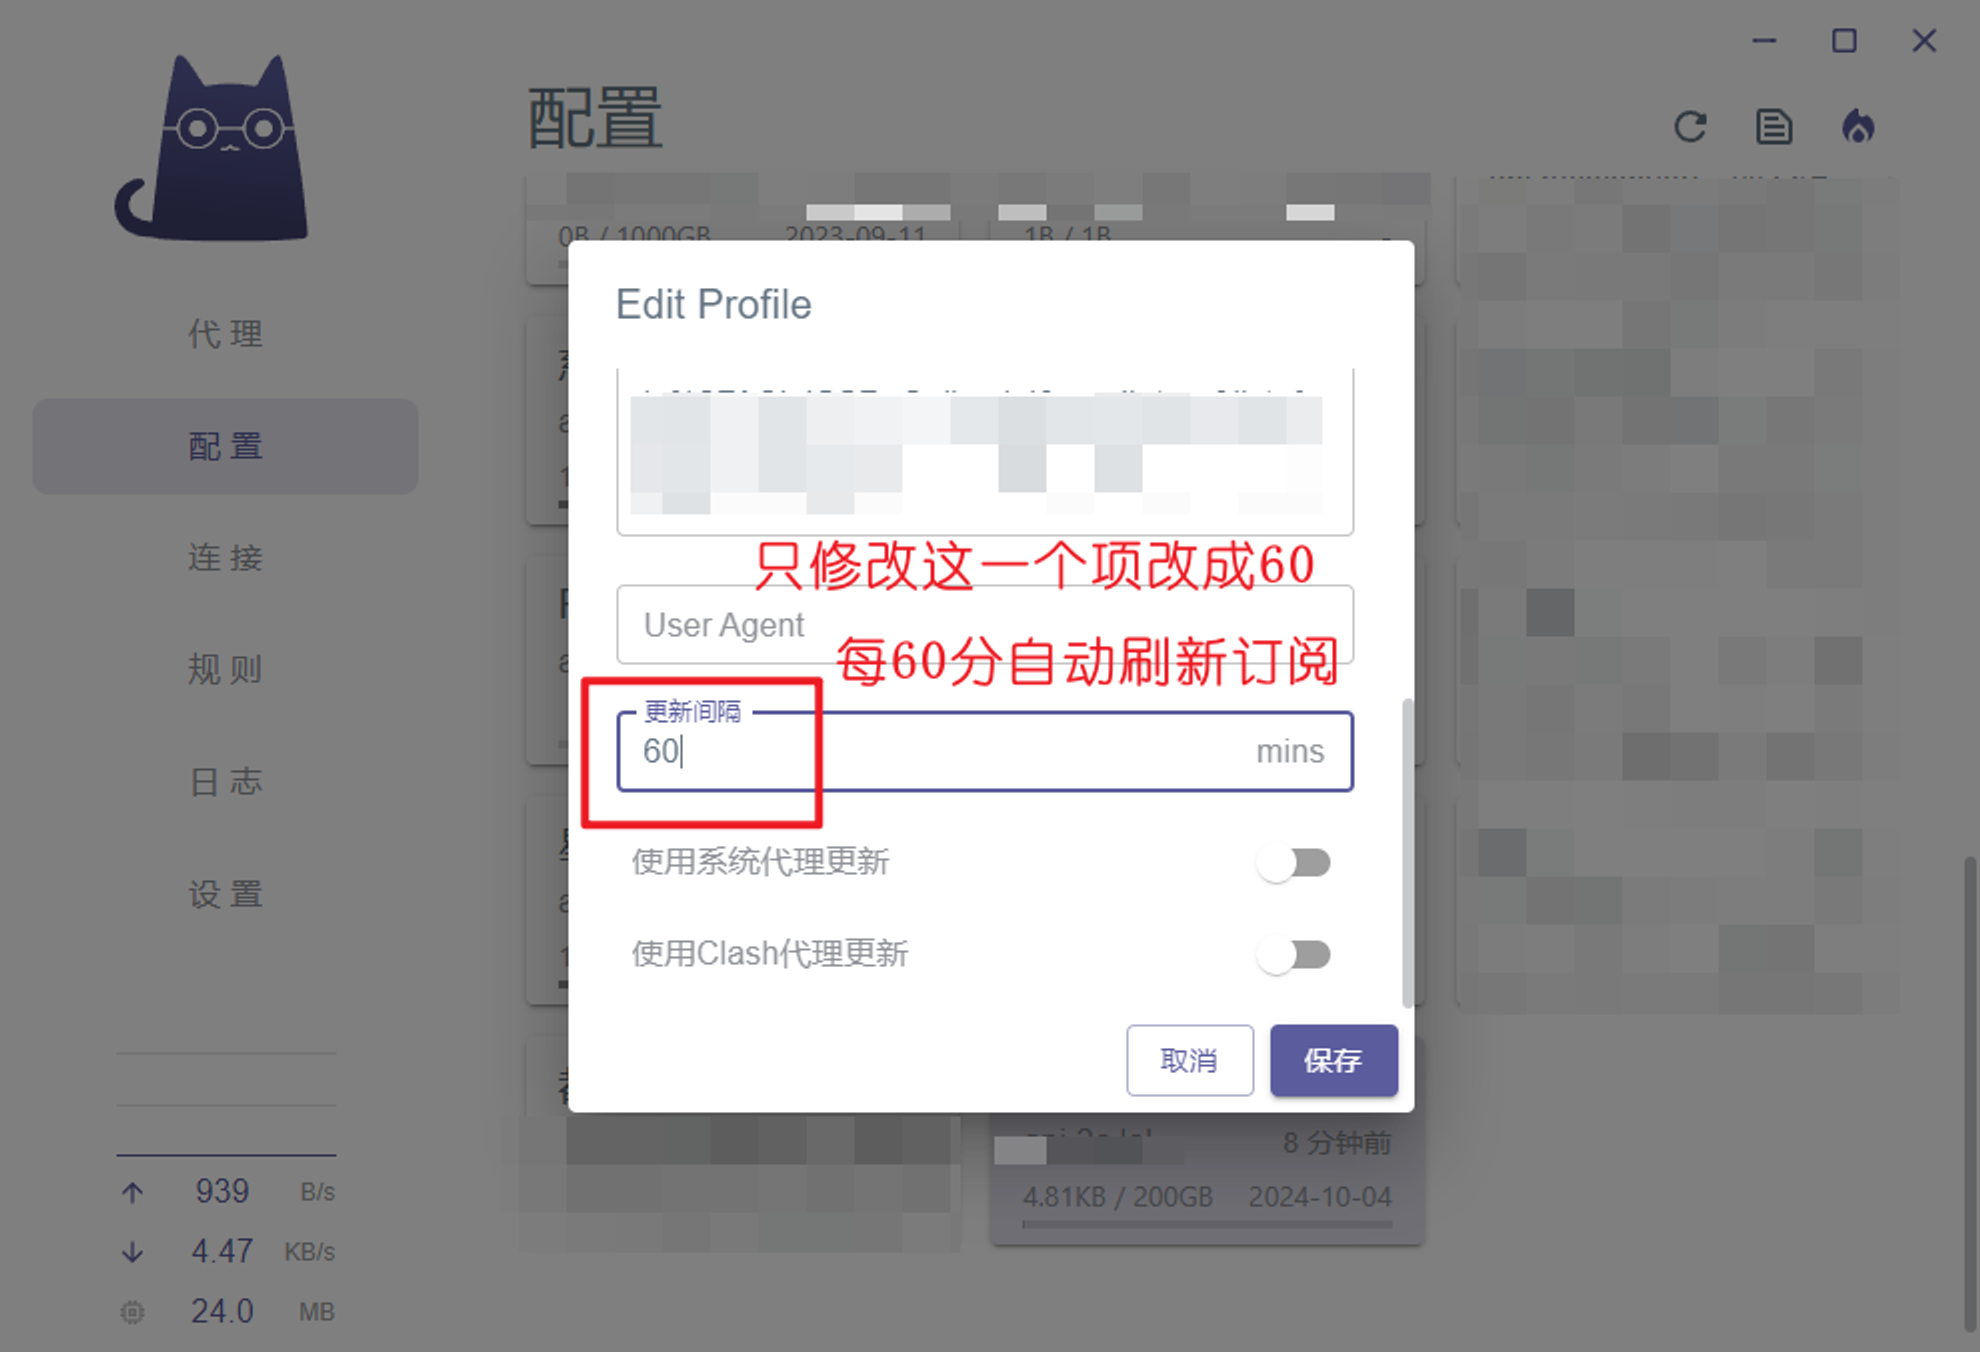 配置
代理
配置
连接
规则
日志
设置
939 B/s
4.47 KB/s
24.0 MB
0B / 1000GB 2023-09-11
1B / 1B -
Edit Profile
只修改这一个项改成60
User Agent
每60分自动刷新订阅
更新间隔
60 mins
使用系统代理更新
使用Clash代理更新
取消
保存
8 分钟前
4.81KB / 200GB 2024-10-04